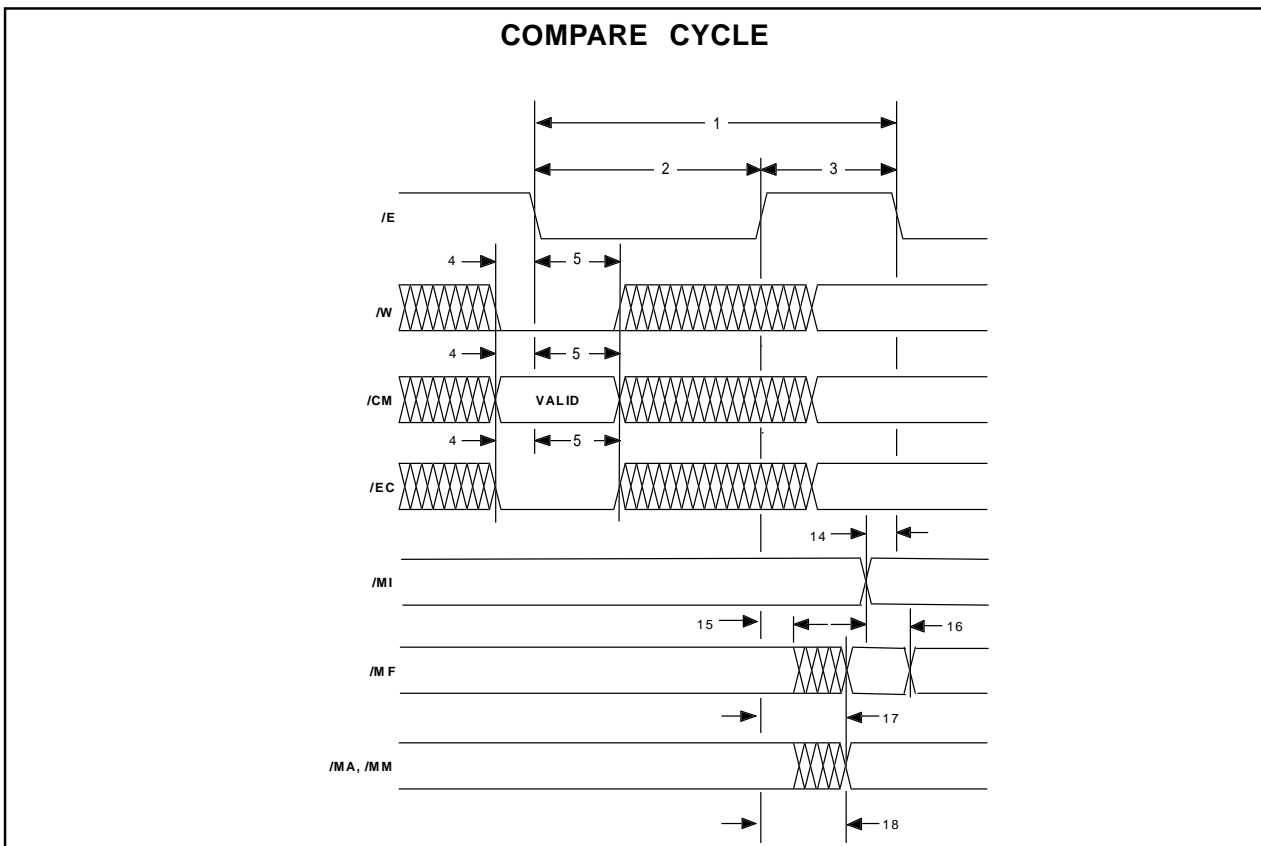 COMPARE CYCLE
1
2 3
/E
4 5
/W
4 5
/CM VALID
4 5
/EC
14
/MI
15 16
/MF
17
/MA, /MM
18